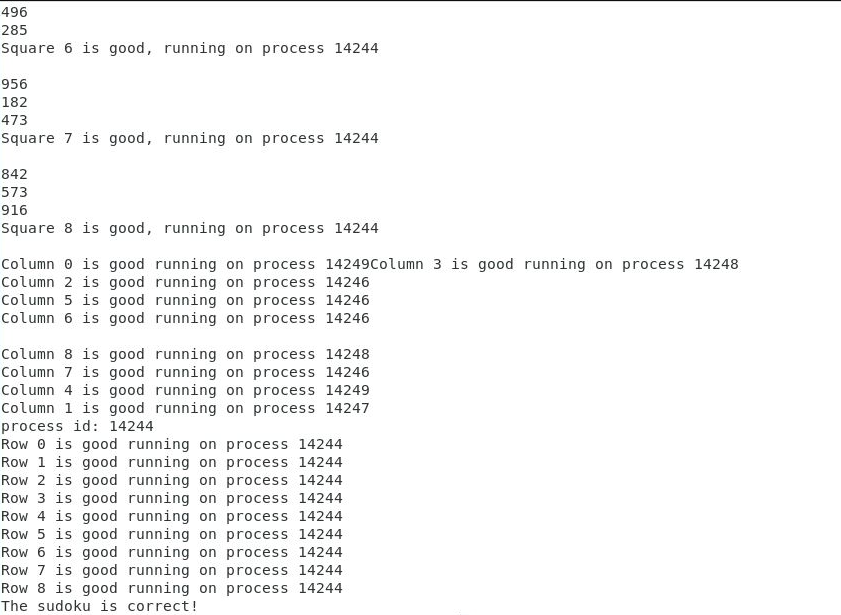 496
285
Square 6 is good, running on process 14244
956
182
473
Square 7 is good, running on process 14244
842
573
916
Square 8 is good, running on process 14244
Column 0 is good running on process 14249Column 3 is good running on process 14248
Column 2 is good running on process 14246
Column 5 is good running on process 14246
Column 6 is good running on process 14246
Column 8 is good running on process 14248
Column 7 is good running on process 14246
Column 4 is good running on process 14249
Column 1 is good running on process 14247
process id: 14244
Row 0 is good running on process 14244
Row 1 is good running on process 14244
Row 2 is good running on process 14244
Row 3 is good running on process 14244
Row 4 is good running on process 14244
Row 5 is good running on process 14244
Row 6 is good running on process 14244
Row 7 is good running on process 14244
Row 8 is good running on process 14244
The sudoku is correct!